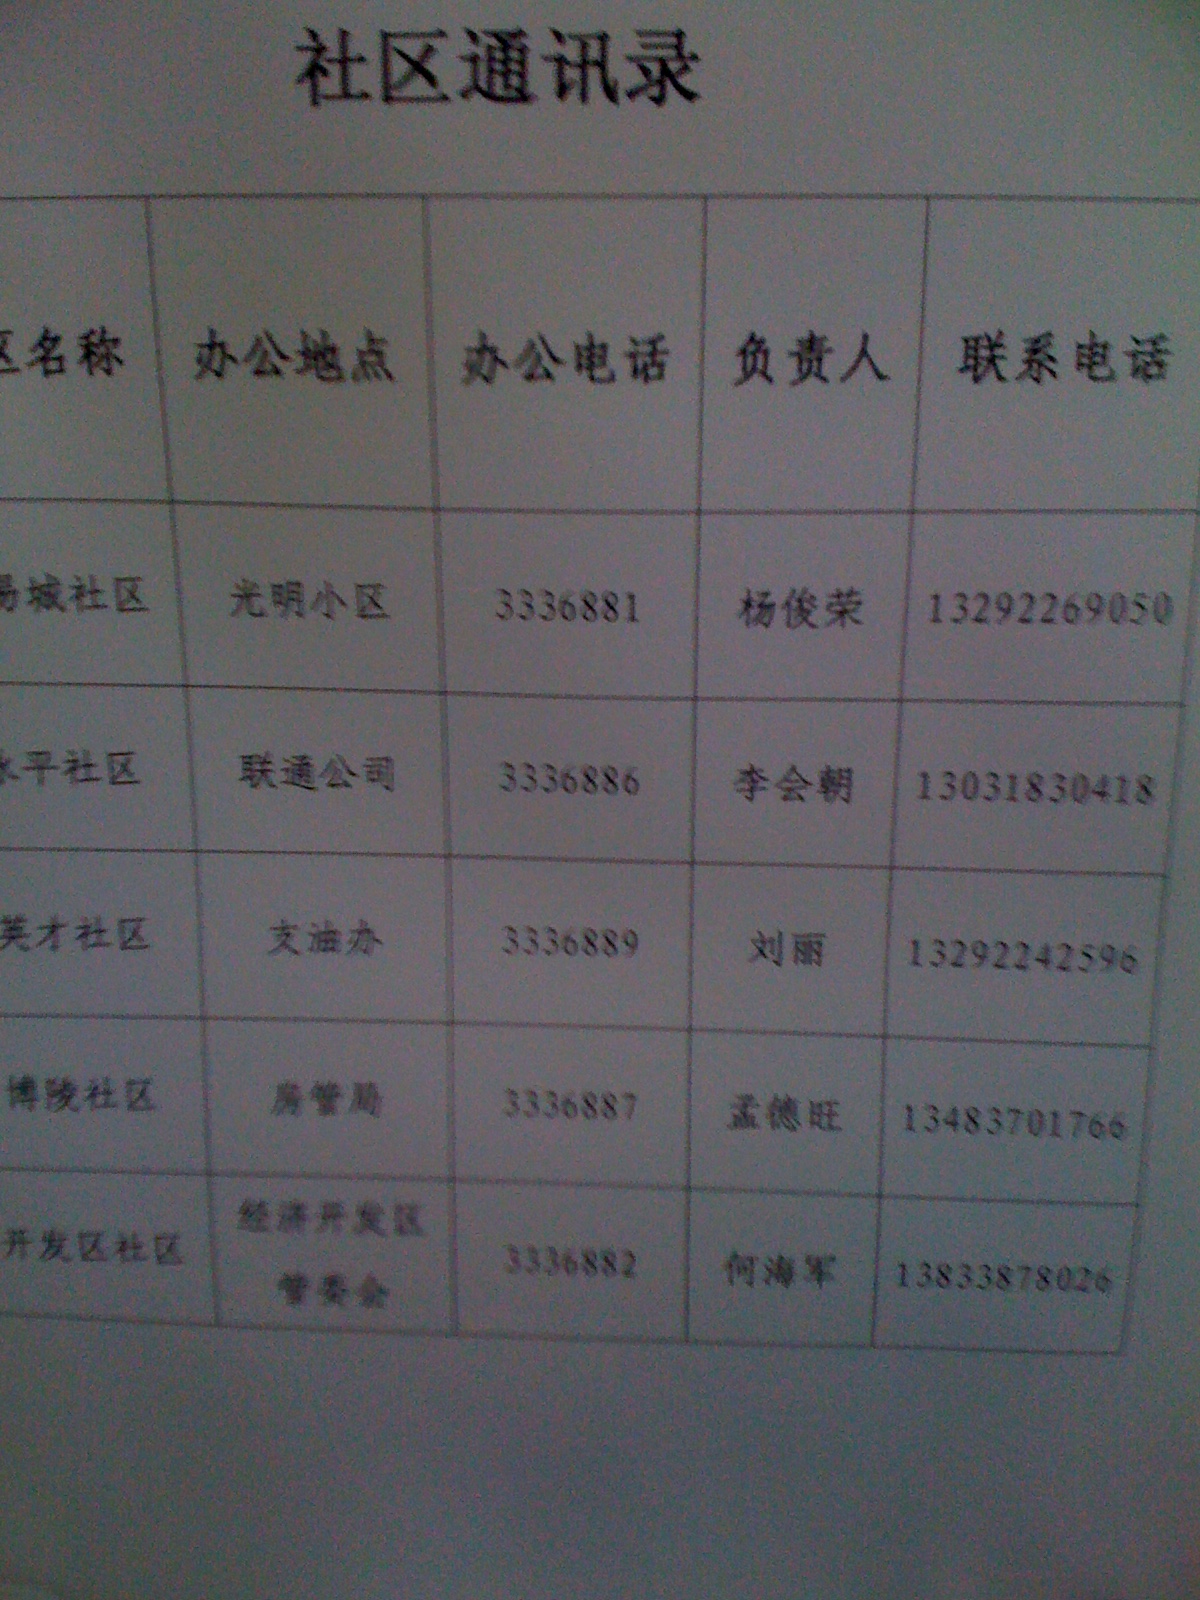 社区通讯录
区名称 办公地点 办公电话 负责人 联系电话
城社区 光明小区 3336881 杨俊荣 13292269050
平社区 联通公司 3336886 李会朝 13031830418
英才社区 支油办 3336889 刘丽 13292242596
博陵社区 房管局 3336887 孟德旺 13483701766
开发区社区 经济开发区 3336882 何海军 13833878026
管委会